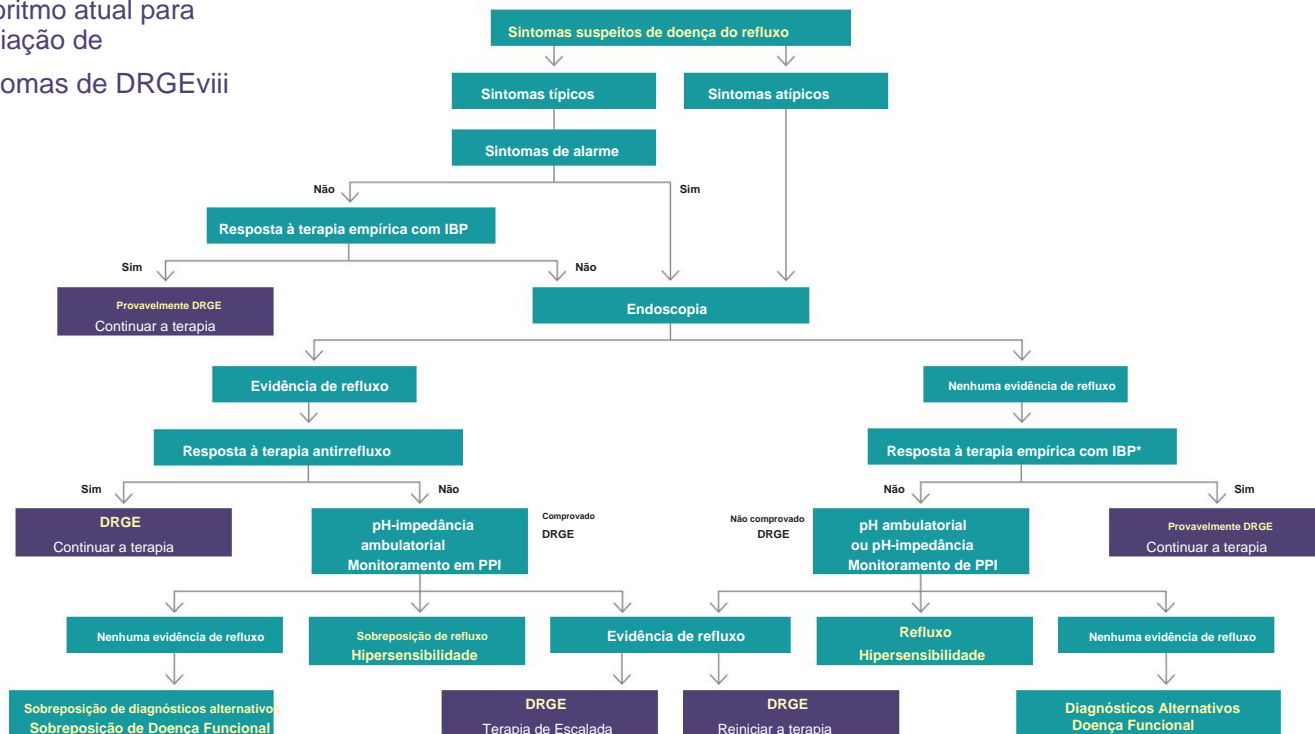 oritmo atual para
iação de
omas de DRGEviii
Sintomas suspeitos de doença do refluxo
Sintomas típicos
Sintomas atípicos
Sintomas de alarme
Não
Sim
Resposta à terapia empírica com IBP
Sim
Não
Provavelmente DRGE
Continuar a terapia
Endoscopia
Evidência de refluxo
Nenhuma evidência de refluxo
Resposta à terapia antirrefluxo
Resposta à terapia empírica com IBP*
Sim
Não
Não
Sim
DRGE
Continuar a terapia
pH-impedância
ambulatorial
Monitoramento em PPI
Comprovado
DRGE
Não comprovado
DRGE
pH ambulatorial
ou pH-impedância
Monitoramento de PPI
Provavelmente DRGE
Continuar a terapia
Nenhuma evidência de refluxo
Sobreposição de refluxo
Hipersensibilidade
Evidência de refluxo
Refluxo
Hipersensibilidade
Nenhuma evidência de refluxo
Sobreposição de diagnósticos alternativo
Sobreposição de Doença Funcional
DRGE
Terapia de Escalada
DRGE
Reiniciar a terapia
Diagnósticos Alternativos
Doença Funcional